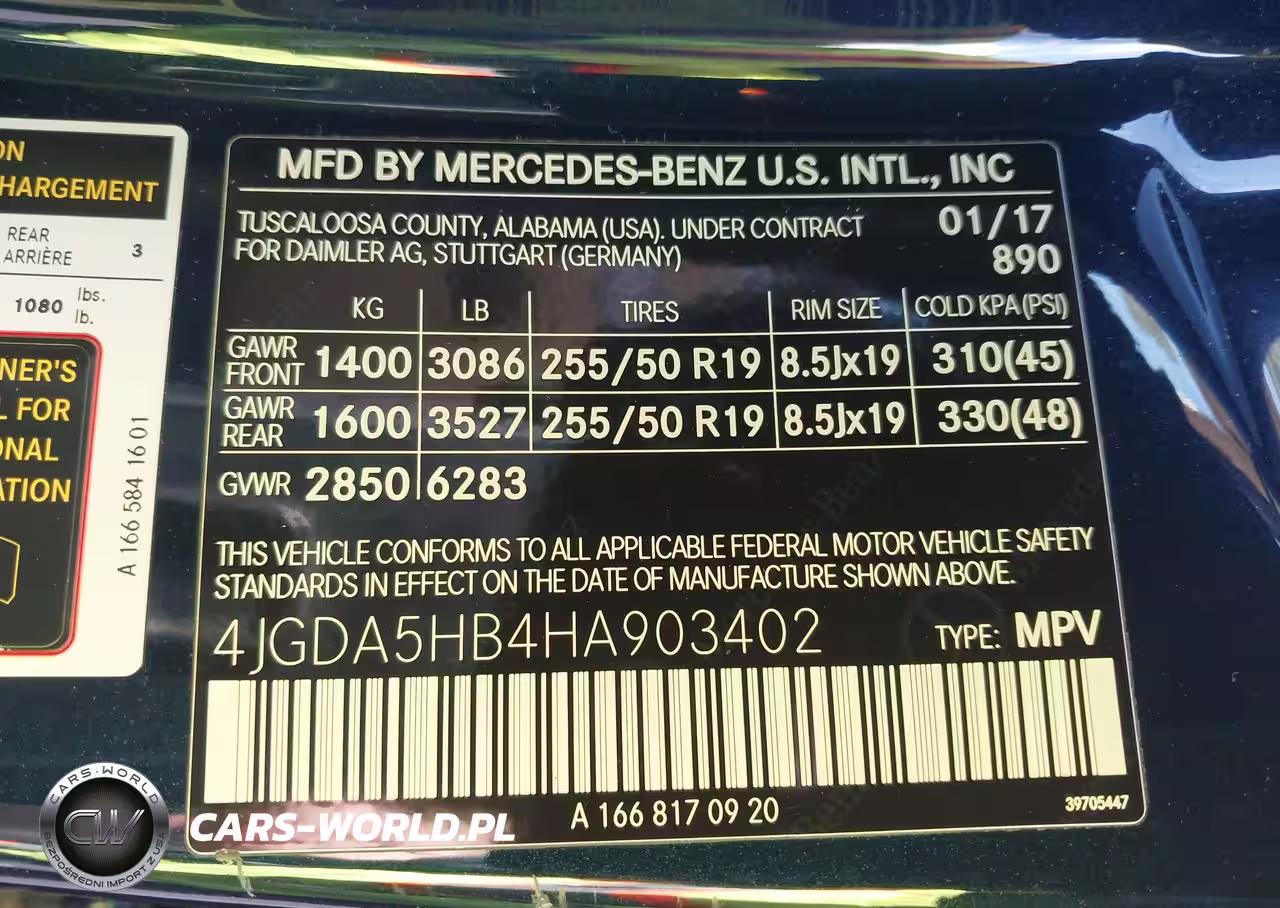 ON
HARGEMENT
REAR
ARRIÈRE 3
1080 lbs.
lb.
NER'S
L FOR
ONAL
ATION
A 166 584 16 01
MFD BY MERCEDES-BENZ U.S. INTL., INC
TUSCALOOSA COUNTY, ALABAMA (USA). UNDER CONTRACT 01/17
FOR DAIMLER AG, STUTTGART (GERMANY) 890
KG LB TIRES RIM SIZE COLD KPA(PSI)
GAWR FRONT 1400 3086 255/50 R19 8.5Jx19 310(45)
GAWR REAR 1600 3527 255/50 R19 8.5Jx19 330(48)
GVWR 2850 6283
THIS VEHICLE CONFORMS TO ALL APPLICABLE FEDERAL MOTOR VEHICLE SAFETY
STANDARDS IN EFFECT ON THE DATE OF MANUFACTURE SHOWN ABOVE.
4JGDA5HB4HA903402 TYPE: MPV
A 166 817 09 20 39705447
CARS-WORLD
CW
BEZPOŚREDNI IMPORT Z USA
CARS-WORLD.PL